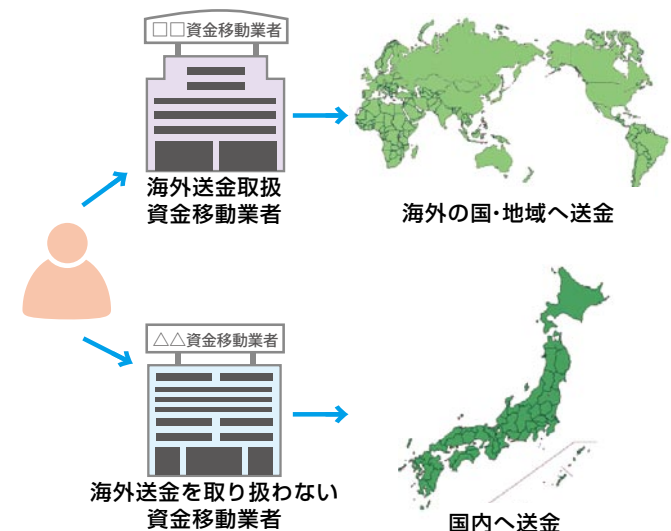 □□資金移動業者
海外送金取扱
資金移動業者
海外の国･地域へ送金
△△資金移動業者
海外送金を取り扱わない
資金移動業者
国内へ送金